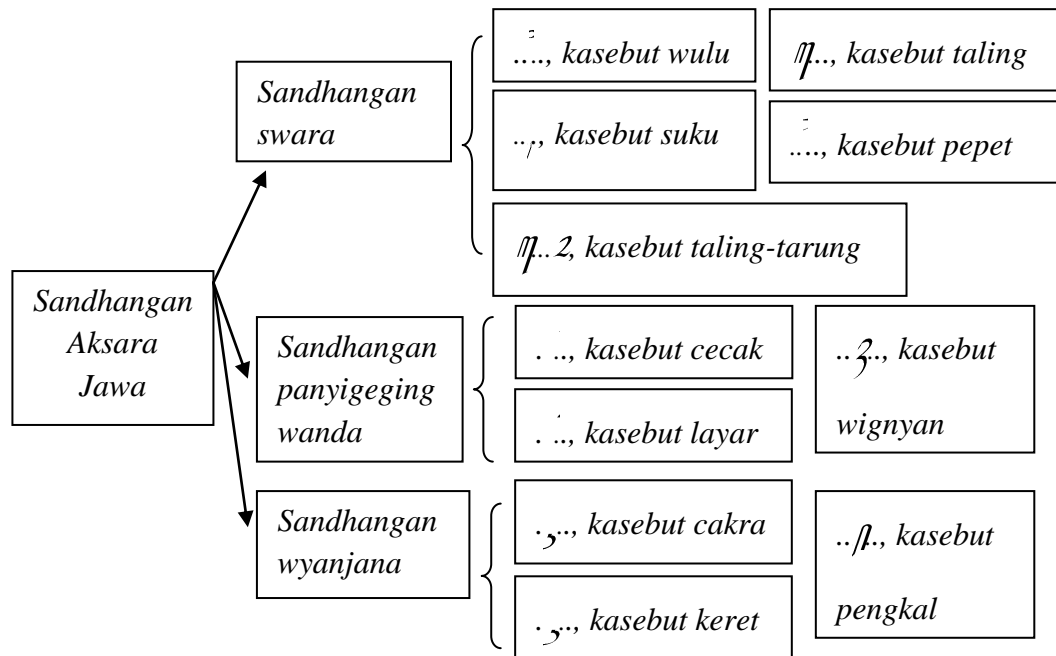 Sandhangan
Aksara
Jawa
Sandhangan
swara
..ꦶ.., kasebut wulu
ꦺ..., kasebut taling
..ꦸ., kasebut suku
..ꦼ.., kasebut pepet
ꦺ...ꦴ, kasebut taling-tarung
Sandhangan
panyigeging
wanda
. ꦁ.., kasebut cecak
. ꦂ.., kasebut layar
..ꦃ.., kasebut
wignyan
Sandhangan
wyanjana
.ꦿ.., kasebut cakra
.ꦽ.., kasebut keret
..ꦾ.., kasebut
pengkal